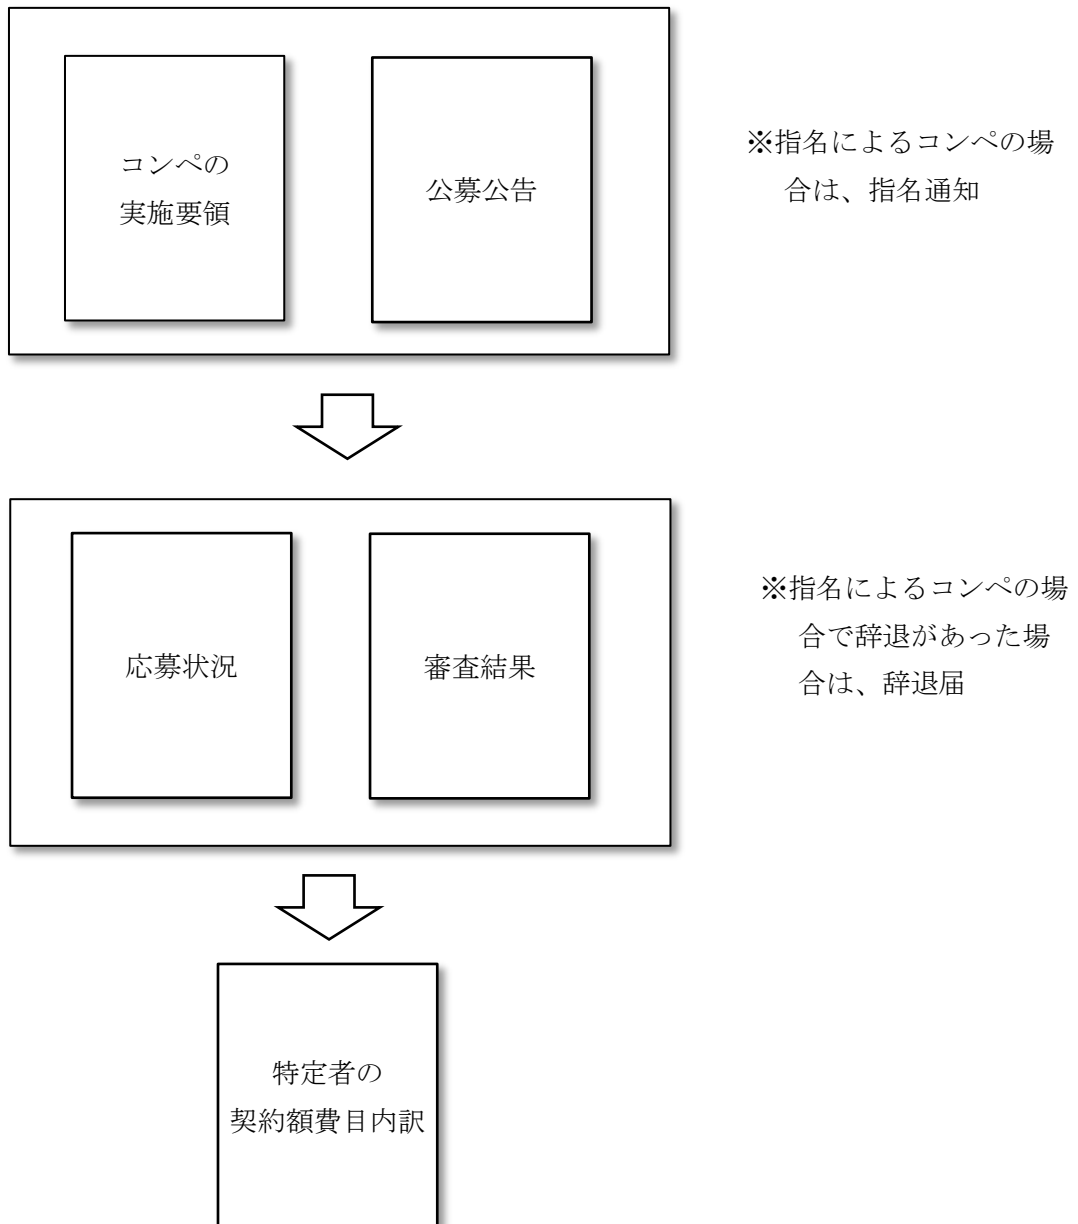 コンペの
実施要領
公募公告
※指名によるコンペの場
合は、指名通知
応募状況
審査結果
※指名によるコンペの場
合で辞退があった場
合は、辞退届
特定者の
契約額費目内訳